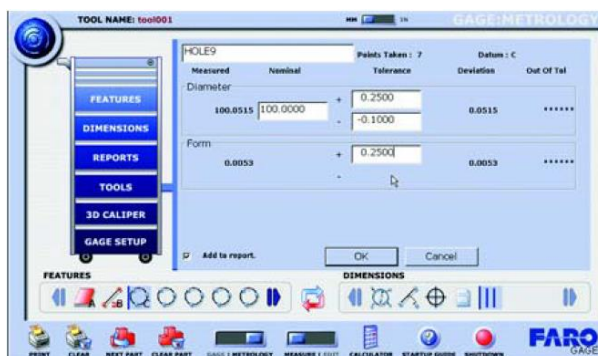 TOOL NAME: tool001
MM IN
GAGE:METROLOGY
HOLE9
Points Taken : 7
Datum : C
Measured Nominal Tolerance Deviation Out Of Tol
Diameter
100.0515 100.0000 + 0.2500 0.0515 ******
- -0.1000
Form
0.0053 + 0.2500 0.0053 ******
-
Add to report.
OK Cancel
FEATURES
DIMENSIONS
REPORTS
TOOLS
3D CALIPER
GAGE SETUP
FEATURES DIMENSIONS
A B
PRINT CLEAR NEXT PART CLEAR PART GAGE | METROLOGY MEASURE | EDIT CALCULATOR STARTUP GUIDE SHUTDOWN
FARO
GAGE